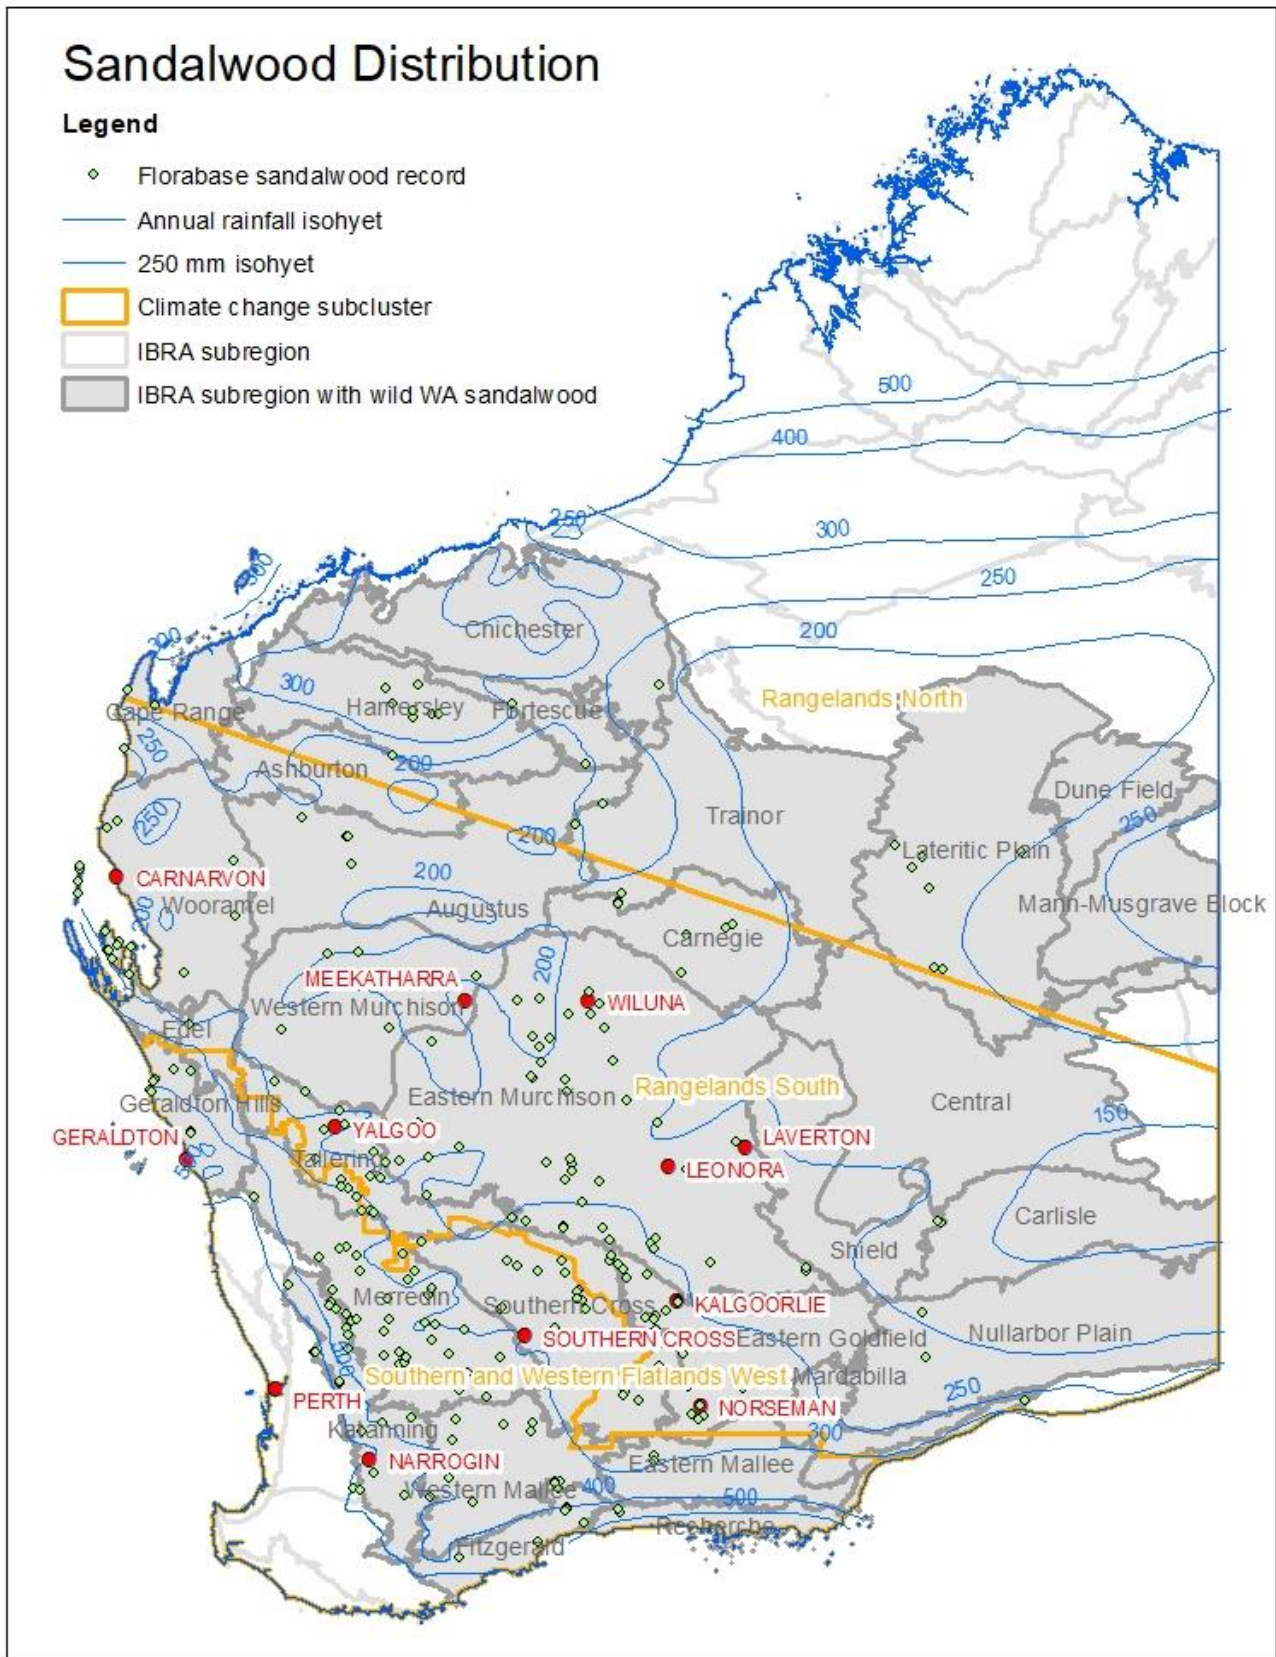 Sandalwood Distribution
Legend
Florabase sandalwood record
Annual rainfall isohyet
250 mm isohyet
Climate change subcluster
IBRA subregion
IBRA subregion with wild WA sandalwood
500
400
250
300
300
250
Chichester
200
300
300
Rangelands North
Hamersley
Fortescue
Cape Range
250
Ashburton
200
Dune Field
250
Trainor
250
200
Lateritic Plain
CARNARVON
200
Wooramel
200
Augustus
Mann-Musgrave Block
Carnegie
200
MEEKATHARRA
Western Murchison
WILUNA
Edel
Rangelands South
Eastern Murchison
Geraldton Hills
Central
150
GERALDTON
YALGOO
LAVERTON
Tallering
500
LEONORA
Carlisle
Shield
Merredin
Southern Cross
KALGOORLIE
SOUTHERN CROSS
Eastern Goldfield
Nullarbor Plain
Southern and Western Flatlands West
Mardabilla
250
PERTH
NORSEMAN
Katanning
300
NARROGIN
Eastern Mallee
Western Mallee
400
500
Recherche
Fitzgerald